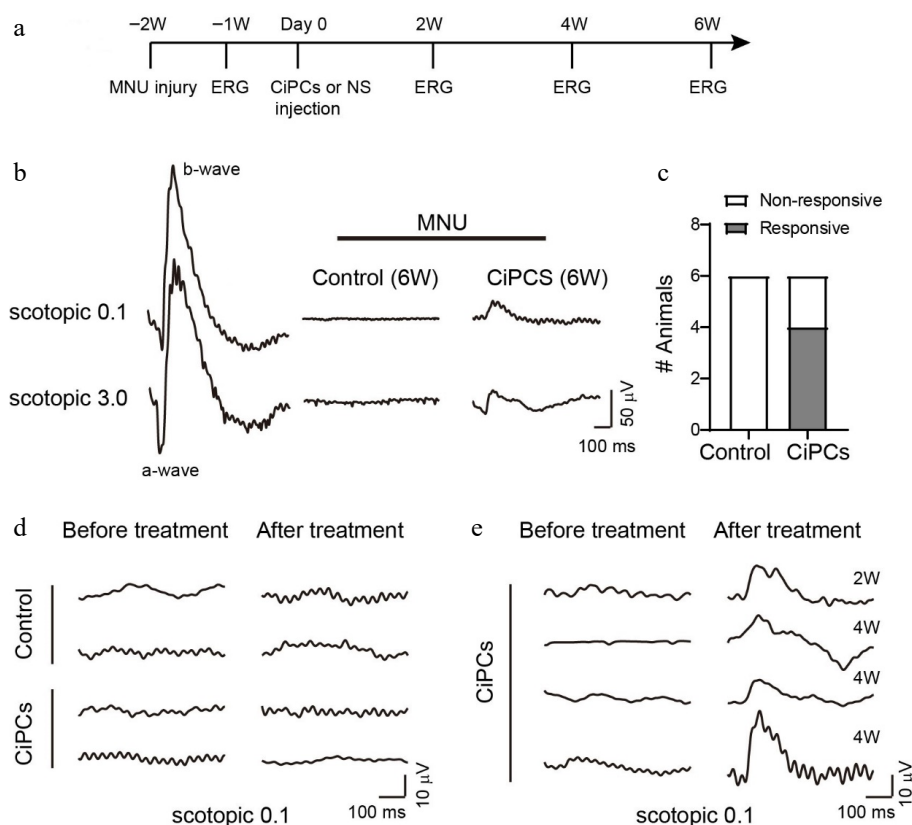 a
−2W −1W Day 0 2W 4W 6W
MNU injury ERG CiPCs or NS ERG ERG ERG
injection
b
b-wave
MNU
Control (6W) CiPCS (6W)
scotopic 0.1
scotopic 3.0
a-wave
50 μV
100 ms
c
Non-responsive
Responsive
# Animals
8
6
4
2
0
Control CiPCs
d
Before treatment After treatment
Control
CiPCs
10 μV
100 ms
scotopic 0.1
e
Before treatment After treatment
CiPCs
2W
4W
4W
4W
10 μV
100 ms
scotopic 0.1